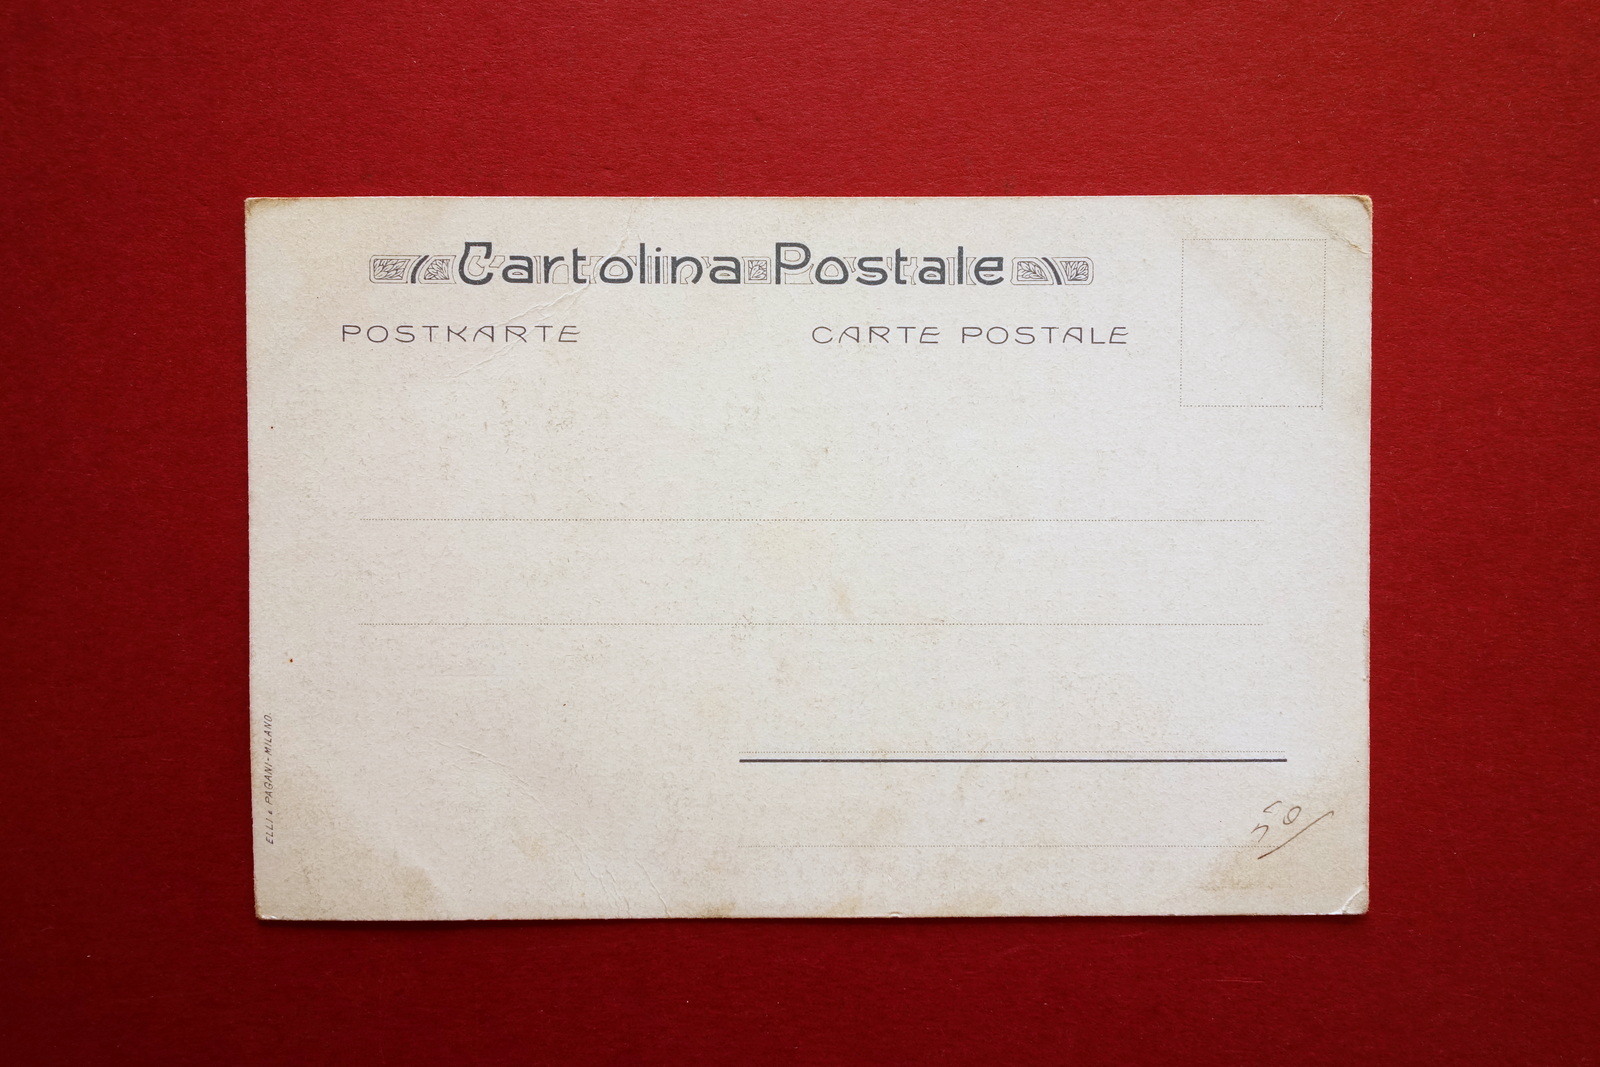 Cartolina Postale
POSTKARTE CARTE POSTALE
ELLI & PAGANI-MILANO.
50